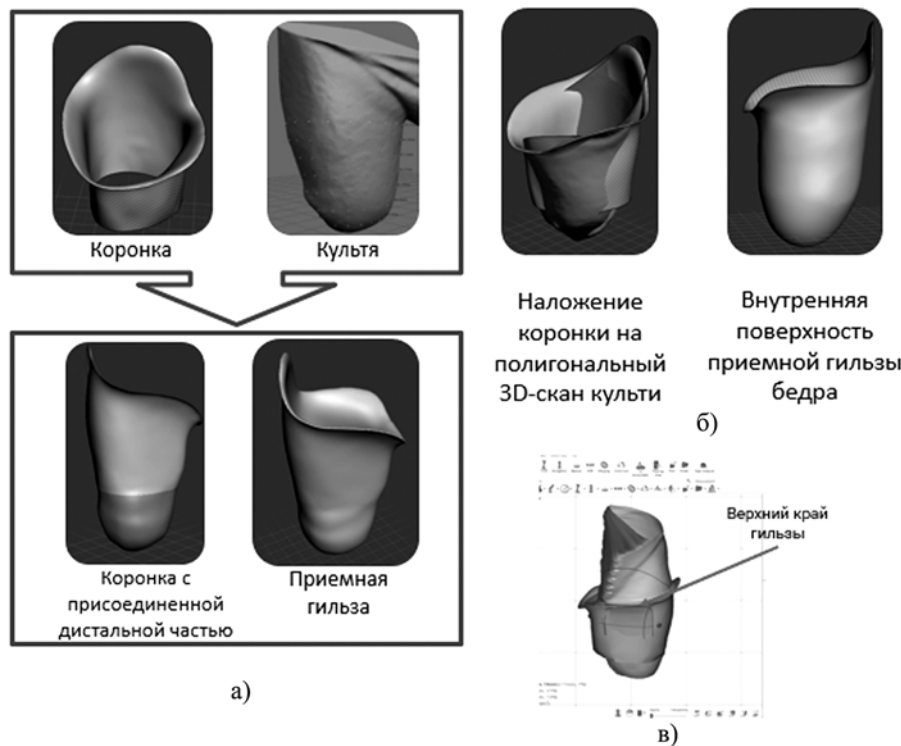 Коронка
Культя
Коронка с
присоединенной
дистальной частью
Приемная
гильза
а)
Наложение
коронки на
полигональный
3D-скан культи
Внутренняя
поверхность
приемной гильзы
бедра
б)
Верхний край
гильзы
в)